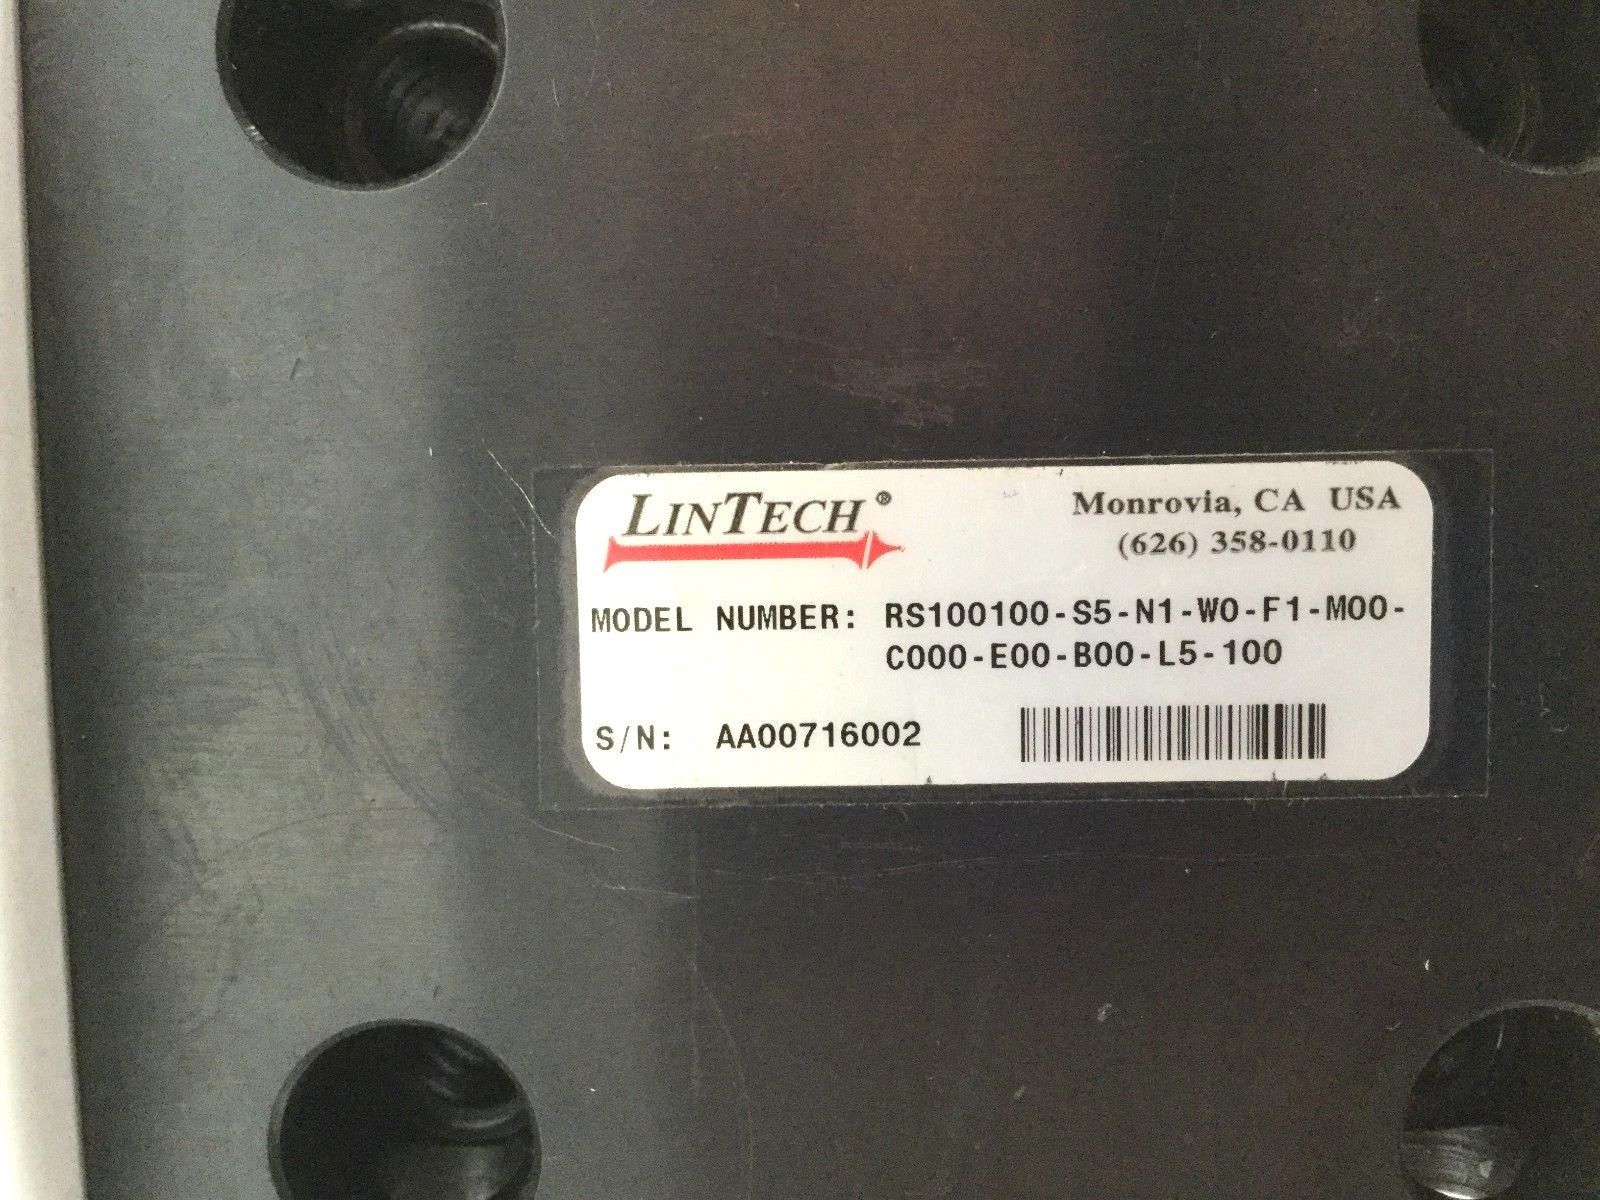 LINTECH®
Monrovia, CA USA
(626) 358-0110
MODEL NUMBER: RS100100-S5-N1-W0-F1-M00-
C000-E00-B00-L5-100
S/N: AA00716002